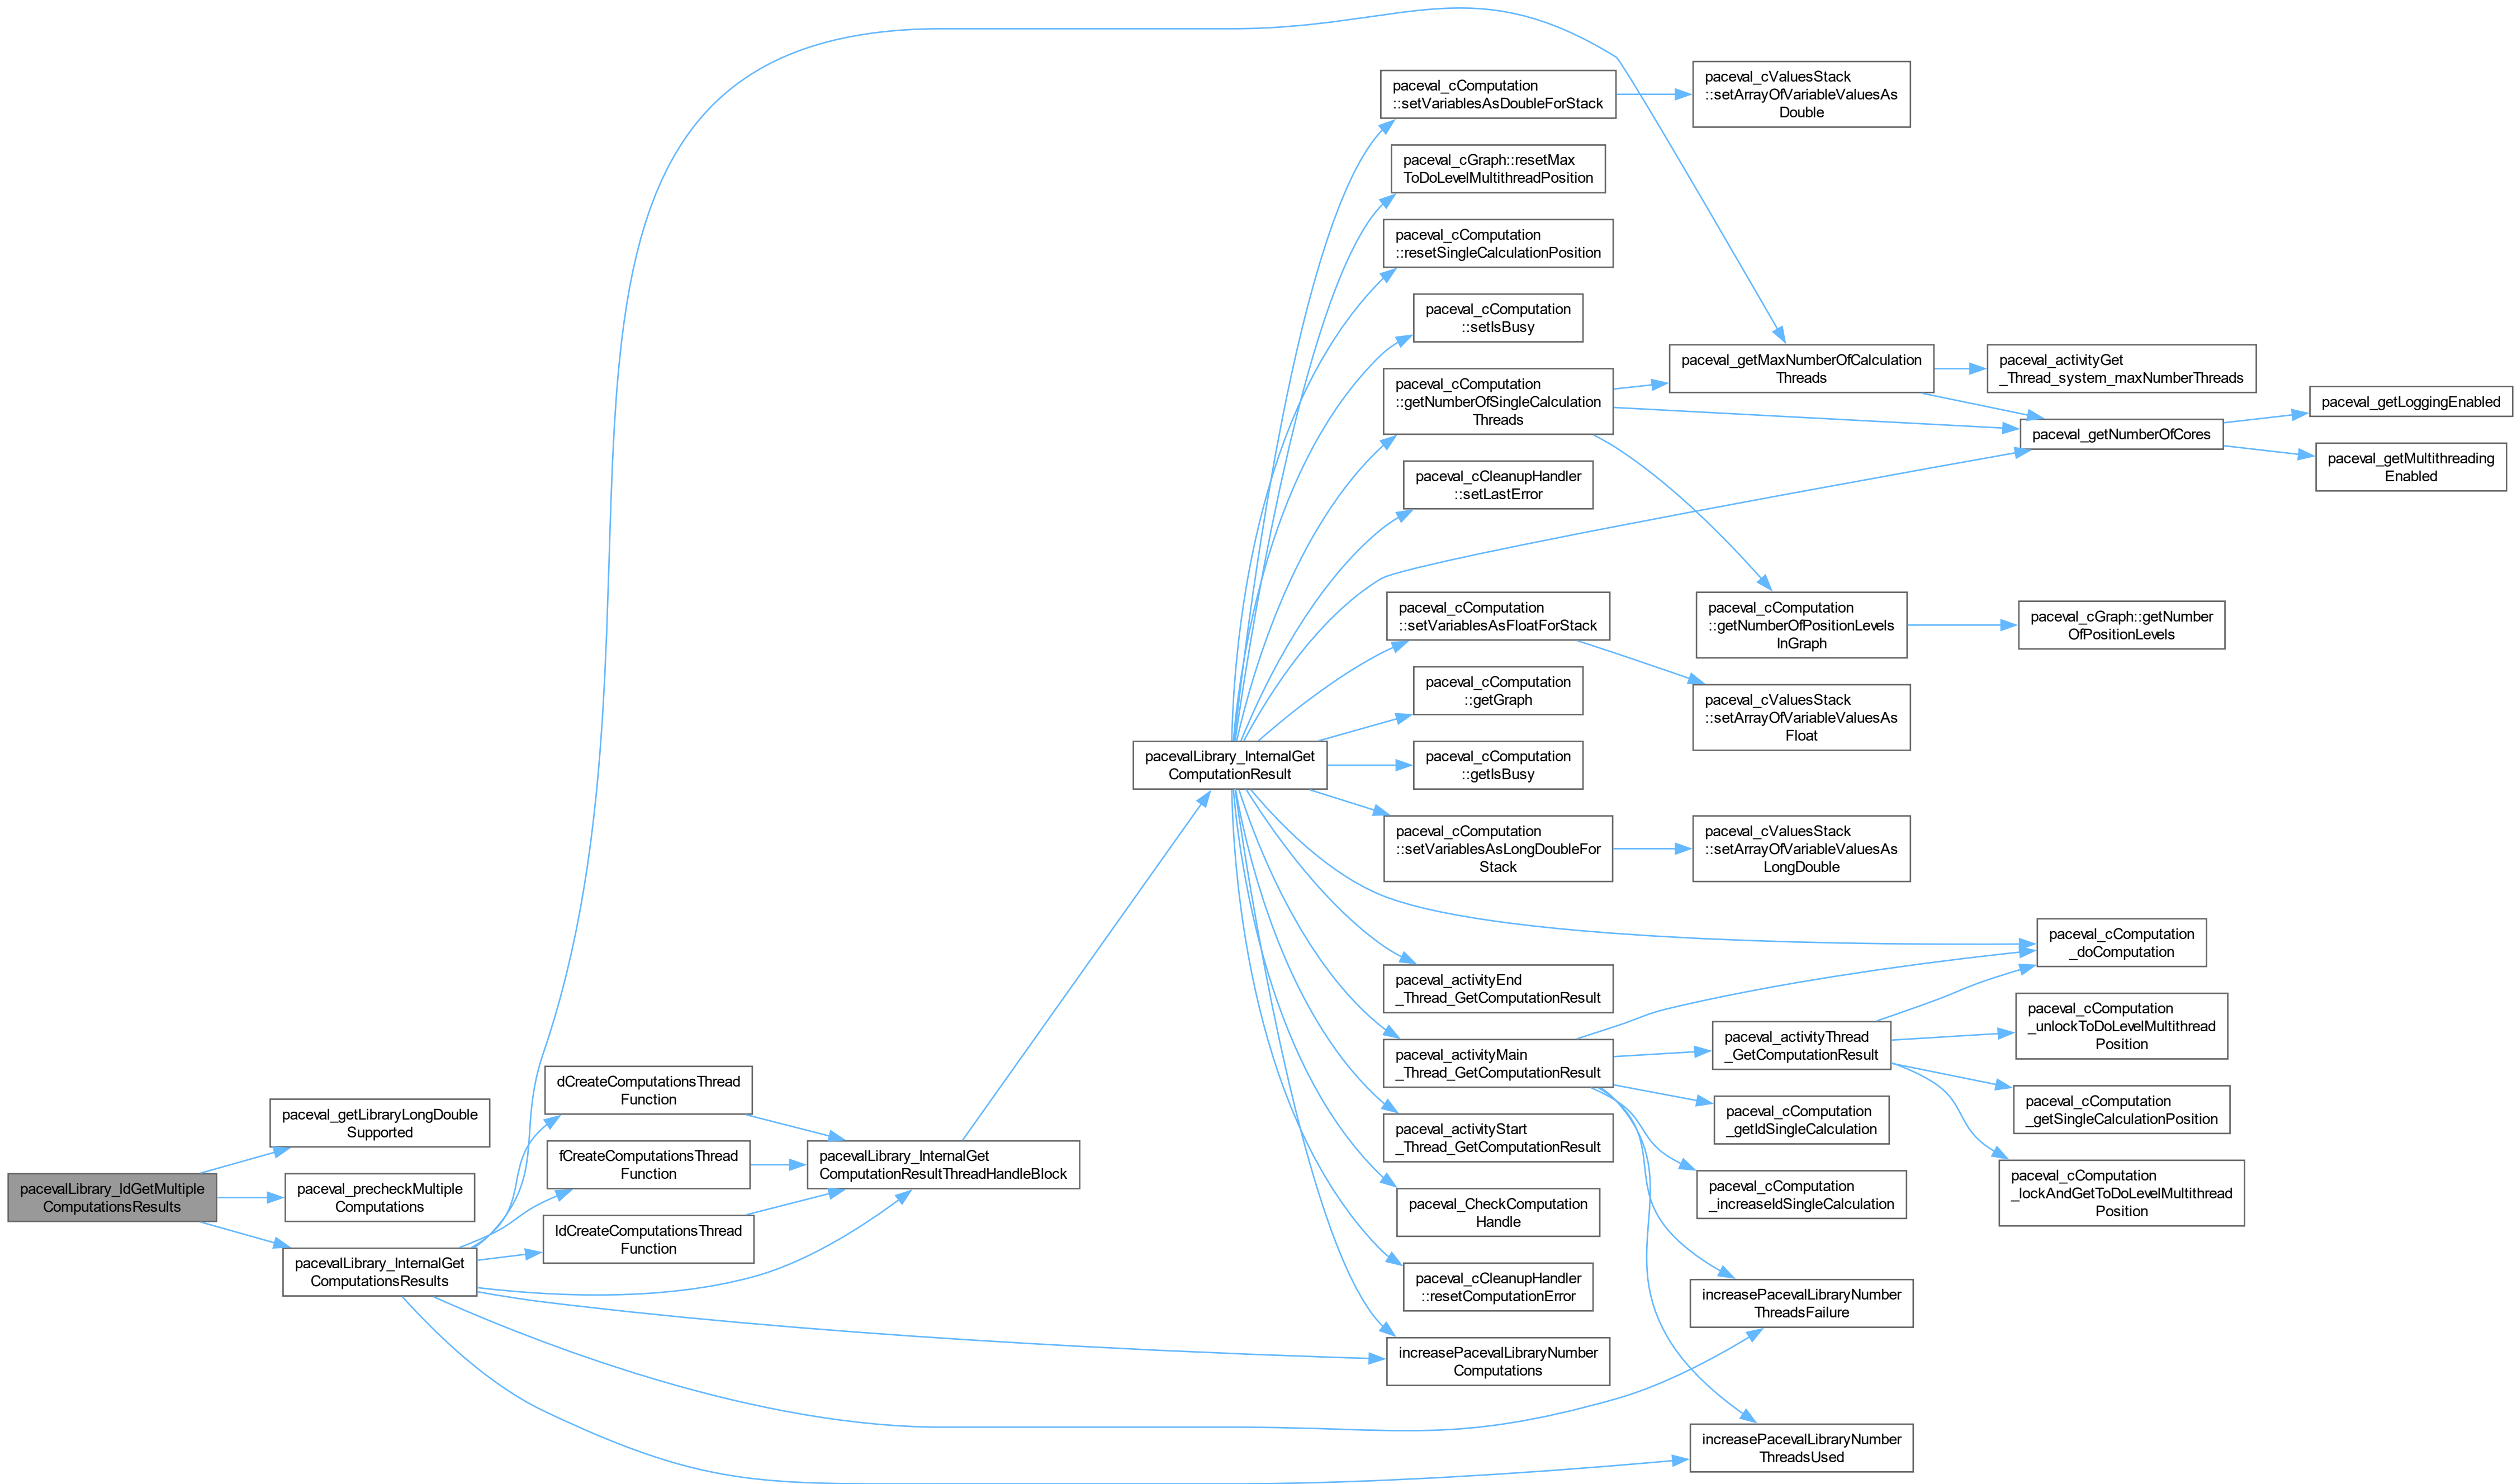 pacevalLibrary_ldGetMultiple
ComputationsResults
paceval_getLibraryLongDouble
Supported
paceval_precheckMultiple
Computations
pacevalLibrary_InternalGet
ComputationsResults
dCreateComputationsThread
Function
fCreateComputationsThread
Function
ldCreateComputationsThread
Function
pacevalLibrary_InternalGet
ComputationResultThreadHandleBlock
pacevalLibrary_InternalGet
ComputationResult
paceval_cComputation
::setVariablesAsDoubleForStack
paceval_cGraph::resetMax
ToDoLevelMultithreadPosition
paceval_cComputation
::resetSingleCalculationPosition
paceval_cComputation
::setIsBusy
paceval_cComputation
::getNumberOfSingleCalculation
Threads
paceval_cCleanupHandler
::setLastError
paceval_cComputation
::setVariablesAsFloatForStack
paceval_cComputation
::getGraph
paceval_cComputation
::getIsBusy
paceval_cComputation
::setVariablesAsLongDoubleFor
Stack
paceval_activityEnd
_Thread_GetComputationResult
paceval_activityMain
_Thread_GetComputationResult
paceval_activityStart
_Thread_GetComputationResult
paceval_CheckComputation
Handle
paceval_cCleanupHandler
::resetComputationError
increasePacevalLibraryNumber
Computations
paceval_cValuesStack
::setArrayOfVariableValuesAs
Double
paceval_getMaxNumberOfCalculation
Threads
paceval_cComputation
::getNumberOfPositionLevels
InGraph
paceval_cValuesStack
::setArrayOfVariableValuesAs
Float
paceval_cValuesStack
::setArrayOfVariableValuesAs
LongDouble
paceval_activityThread
_GetComputationResult
paceval_cComputation
_getIdSingleCalculation
paceval_cComputation
_increaseIdSingleCalculation
increasePacevalLibraryNumber
ThreadsFailure
increasePacevalLibraryNumber
ThreadsUsed
paceval_activityGet
_Thread_system_maxNumberThreads
paceval_getNumberOfCores
paceval_cGraph::getNumber
OfPositionLevels
paceval_cComputation
_doComputation
paceval_cComputation
_unlockToDoLevelMultithread
Position
paceval_cComputation
_getSingleCalculationPosition
paceval_cComputation
_lockAndGetToDoLevelMultithread
Position
paceval_getLoggingEnabled
paceval_getMultithreading
Enabled